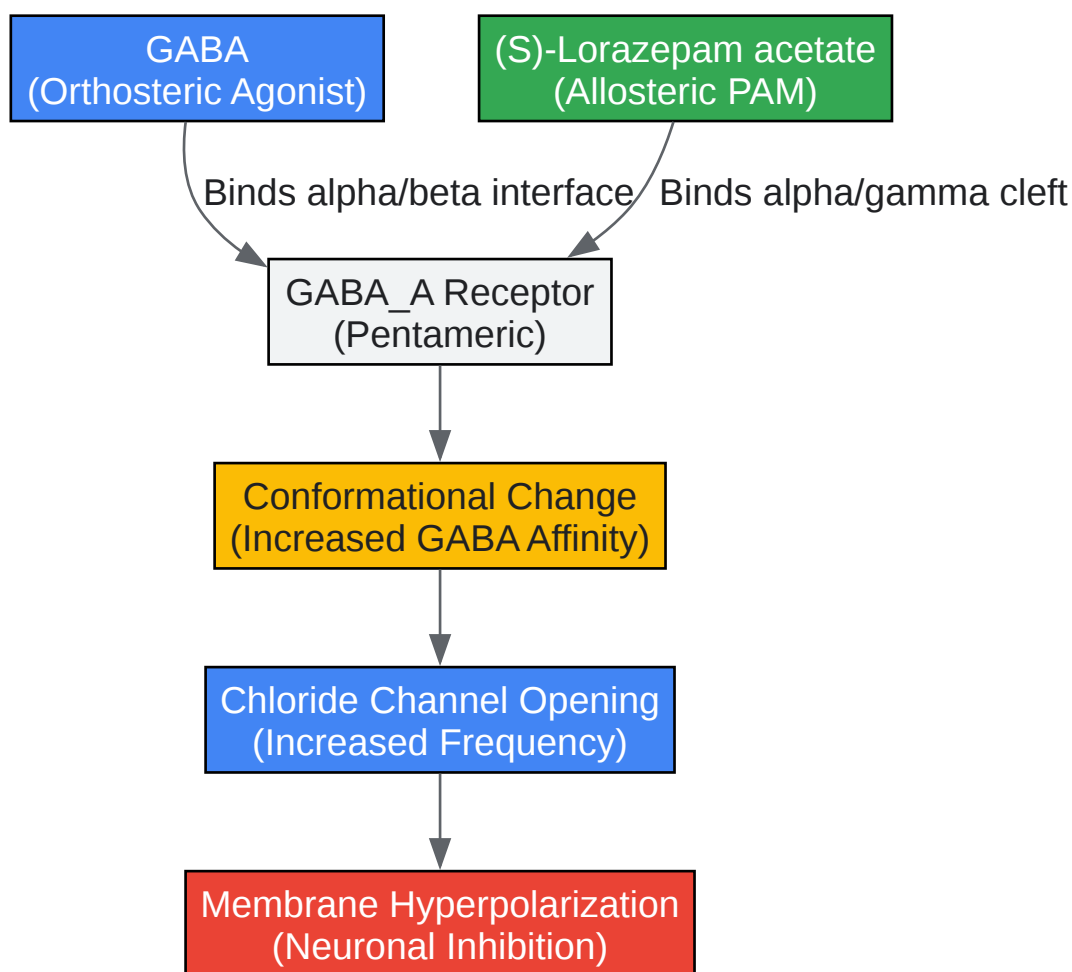 GABA
(Orthosteric Agonist)
(S)-Lorazepam acetate
(Allosteric PAM)
Binds alpha/beta interface
Binds alpha/gamma cleft
GABA_A Receptor
(Pentameric)
Conformational Change
(Increased GABA Affinity)
Chloride Channel Opening
(Increased Frequency)
Membrane Hyperpolarization
(Neuronal Inhibition)